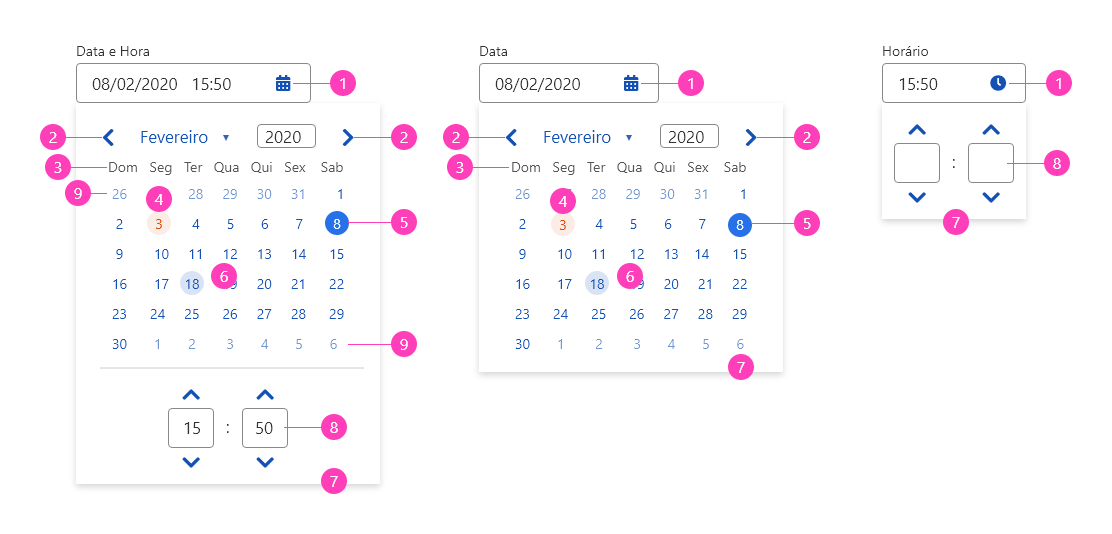 Data e Hora
08/02/2020 15:50
1
2
Fevereiro
2020
2
3
Dom Seg Ter Qua Qui Sex Sab
9
26 4 28 29 30 31 1
2 3 4 5 6 7 8
5
9 10 11 12 13 14 15
16 17 18 6 20 21 22
23 24 25 26 27 28 29
30 1 2 3 4 5 6
9
15 : 50
8
7
Data
08/02/2020
1
2
Fevereiro
2020
2
3
Dom Seg Ter Qua Qui Sex Sab
26 4 28 29 30 31 1
2 3 4 5 6 7 8
5
9 10 11 12 13 14 15
16 17 18 6 20 21 22
23 24 25 26 27 28 29
30 1 2 3 4 5 6
7
Horário
15:50
1
:
8
7